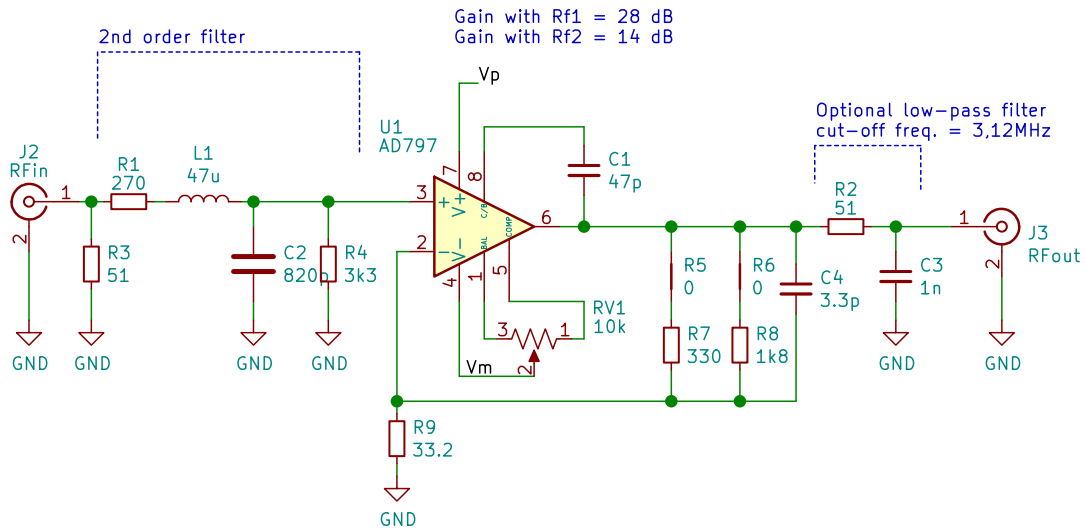 Gain with Rf1 = 28 dB
Gain with Rf2 = 14 dB
2nd order filter
Vp
Optional low-pass filter
cut-off freq. = 3,12MHz
U1
AD797
J2
RFin
R1
270
L1
47u
7
8
C1
47p
R2
51
1
3
+
V+
C/B
6
1
2
2
−
V−
BAL
COMP
J3
RFout
2
R3
51
C2
820p
R4
3k3
4
1
5
R5
0
R6
0
C4
3.3p
C3
1n
RV1
10k
3
1
2
Vm
R7
330
R8
1k8
GND
GND
GND
GND
GND
GND
R9
33.2
GND